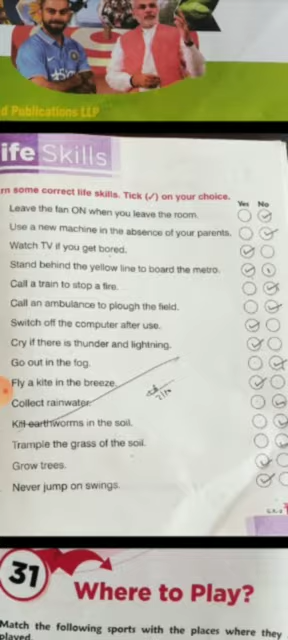 d Publications LLP
ife Skills
rn some correct life skills. Tick (✓) on your choice.
Yes No
Leave the fan ON when you leave the room.
Use a new machine in the absence of your parents.
Watch TV if you get bored.
Stand behind the yellow line to board the metro.
Call a train to stop a fire.
Call an ambulance to plough the field.
Switch off the computer after use.
Cry if there is thunder and lightning.
Go out in the fog.
Fly a kite in the breeze.
Collect rainwater.
Kill earthworms in the soil.
Trample the grass of the soil.
Grow trees.
Never jump on swings.
31
Where to Play?
Match the following sports with the places where they
played.